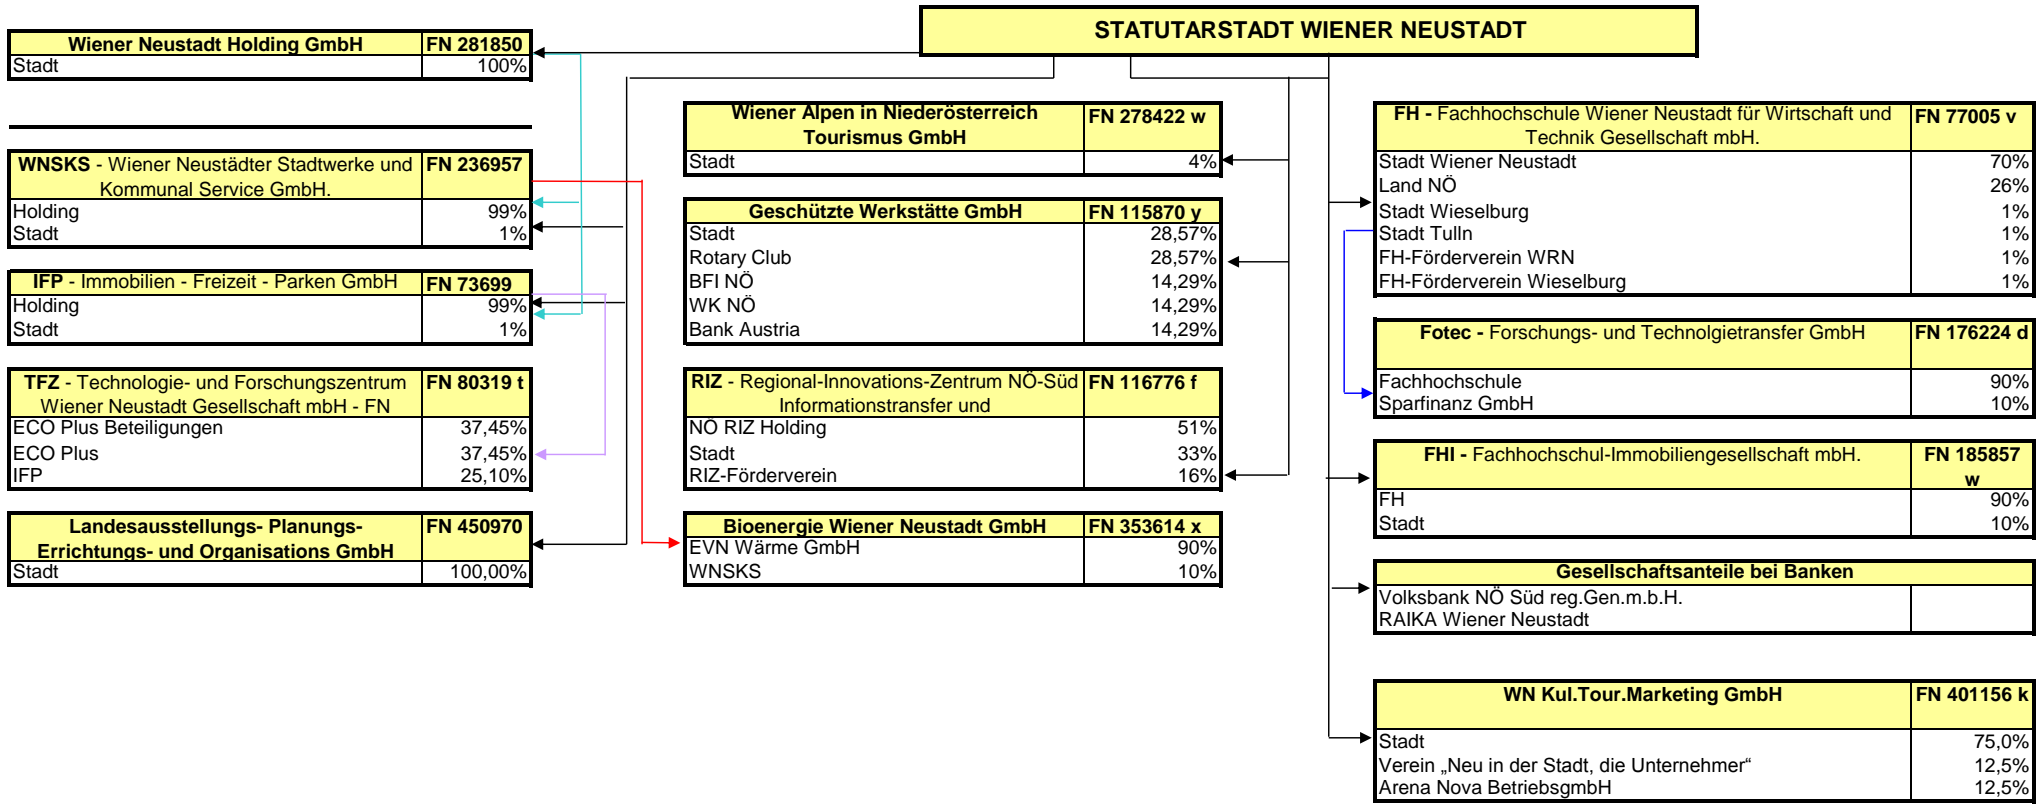 STATUTARSTADT WIENER NEUSTADT
Wiener Neustadt Holding GmbH FN 281850
Stadt 100%
WNSKS - Wiener Neustädter Stadtwerke und FN 236957
Kommunal Service GmbH.
Holding 99%
Stadt 1%
IFP - Immobilien - Freizeit - Parken GmbH FN 73699
Holding 99%
Stadt 1%
TFZ - Technologie- und Forschungszentrum FN 80319 t
Wiener Neustadt Gesellschaft mbH - FN
ECO Plus Beteiligungen 37,45%
ECO Plus 37,45%
IFP 25,10%
Landesausstellungs- Planungs- FN 450970
Errichtungs- und Organisations GmbH
Stadt 100,00%
Wiener Alpen in Niederösterreich FN 278422 w
Tourismus GmbH
Stadt 4%
Geschützte Werkstätte GmbH FN 115870 y
Stadt 28,57%
Rotary Club 28,57%
BFI NÖ 14,29%
WK NÖ 14,29%
Bank Austria 14,29%
RIZ - Regional-Innovations-Zentrum NÖ-Süd FN 116776 f
Informationstransfer und
NÖ RIZ Holding 51%
Stadt 33%
RIZ-Förderverein 16%
Bioenergie Wiener Neustadt GmbH FN 353614 x
EVN Wärme GmbH 90%
WNSKS 10%
FH - Fachhochschule Wiener Neustadt für Wirtschaft und FN 77005 v
Technik Gesellschaft mbH.
Stadt Wiener Neustadt 70%
Land NÖ 26%
Stadt Wieselburg 1%
Stadt Tulln 1%
FH-Förderverein WRN 1%
FH-Förderverein Wieselburg 1%
Fotec - Forschungs- und Technolgietransfer GmbH FN 176224 d
Fachhochschule 90%
Sparfinanz GmbH 10%
FHI - Fachhochschul-Immobiliengesellschaft mbH. FN 185857
w
FH 90%
Stadt 10%
Gesellschaftsanteile bei Banken
Volksbank NÖ Süd reg.Gen.m.b.H.
RAIKA Wiener Neustadt
WN Kul.Tour.Marketing GmbH FN 401156 k
Stadt 75,0%
Verein „Neu in der Stadt, die Unternehmer“ 12,5%
Arena Nova BetriebsgmbH 12,5%